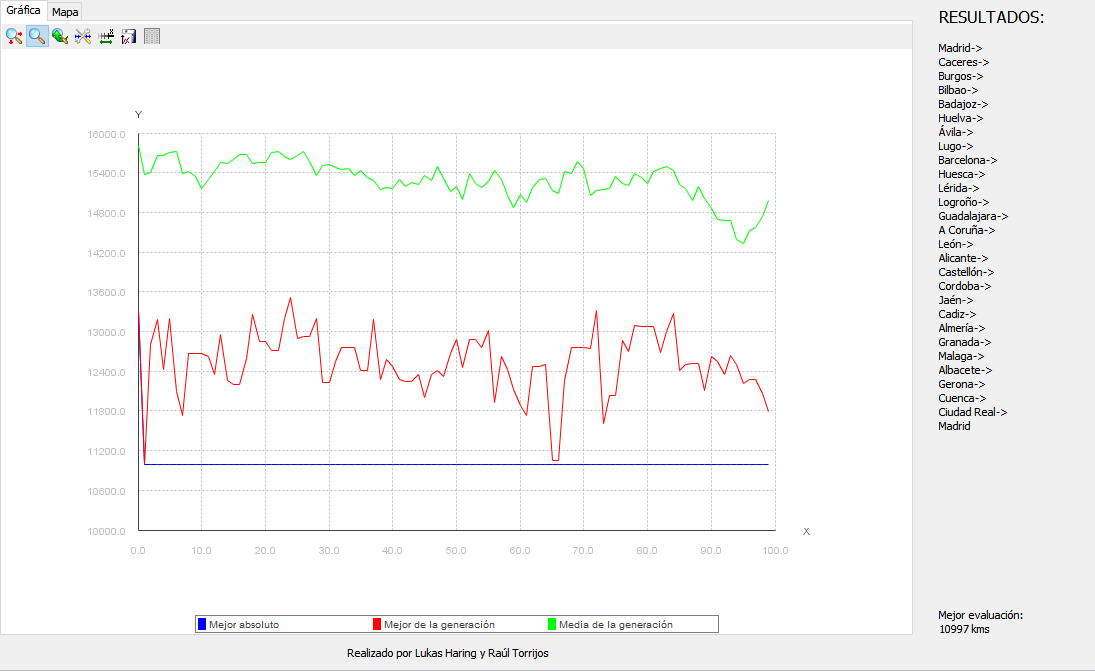 Gráfica
Mapa
Y
16000.0
15400.0
14800.0
14200.0
13600.0
13000.0
12400.0
11800.0
11200.0
10600.0
10000.0
X
0.0 10.0 20.0 30.0 40.0 50.0 60.0 70.0 80.0 90.0 100.0
Mejor absoluto Mejor de la generación Media de la generación
Realizado por Lukas Haring y Raúl Torrijos
RESULTADOS:
Madrid->
Caceres->
Burgos->
Bilbao->
Badajoz->
Huelva->
Ávila->
Lugo->
Barcelona->
Huesca->
Lérida->
Logroño->
Guadalajara->
A Coruña->
León->
Alicante->
Castellón->
Cordoba->
Jaén->
Cadiz->
Almería->
Granada->
Malaga->
Albacete->
Gerona->
Cuenca->
Ciudad Real->
Madrid
Mejor evaluación:
10997 kms